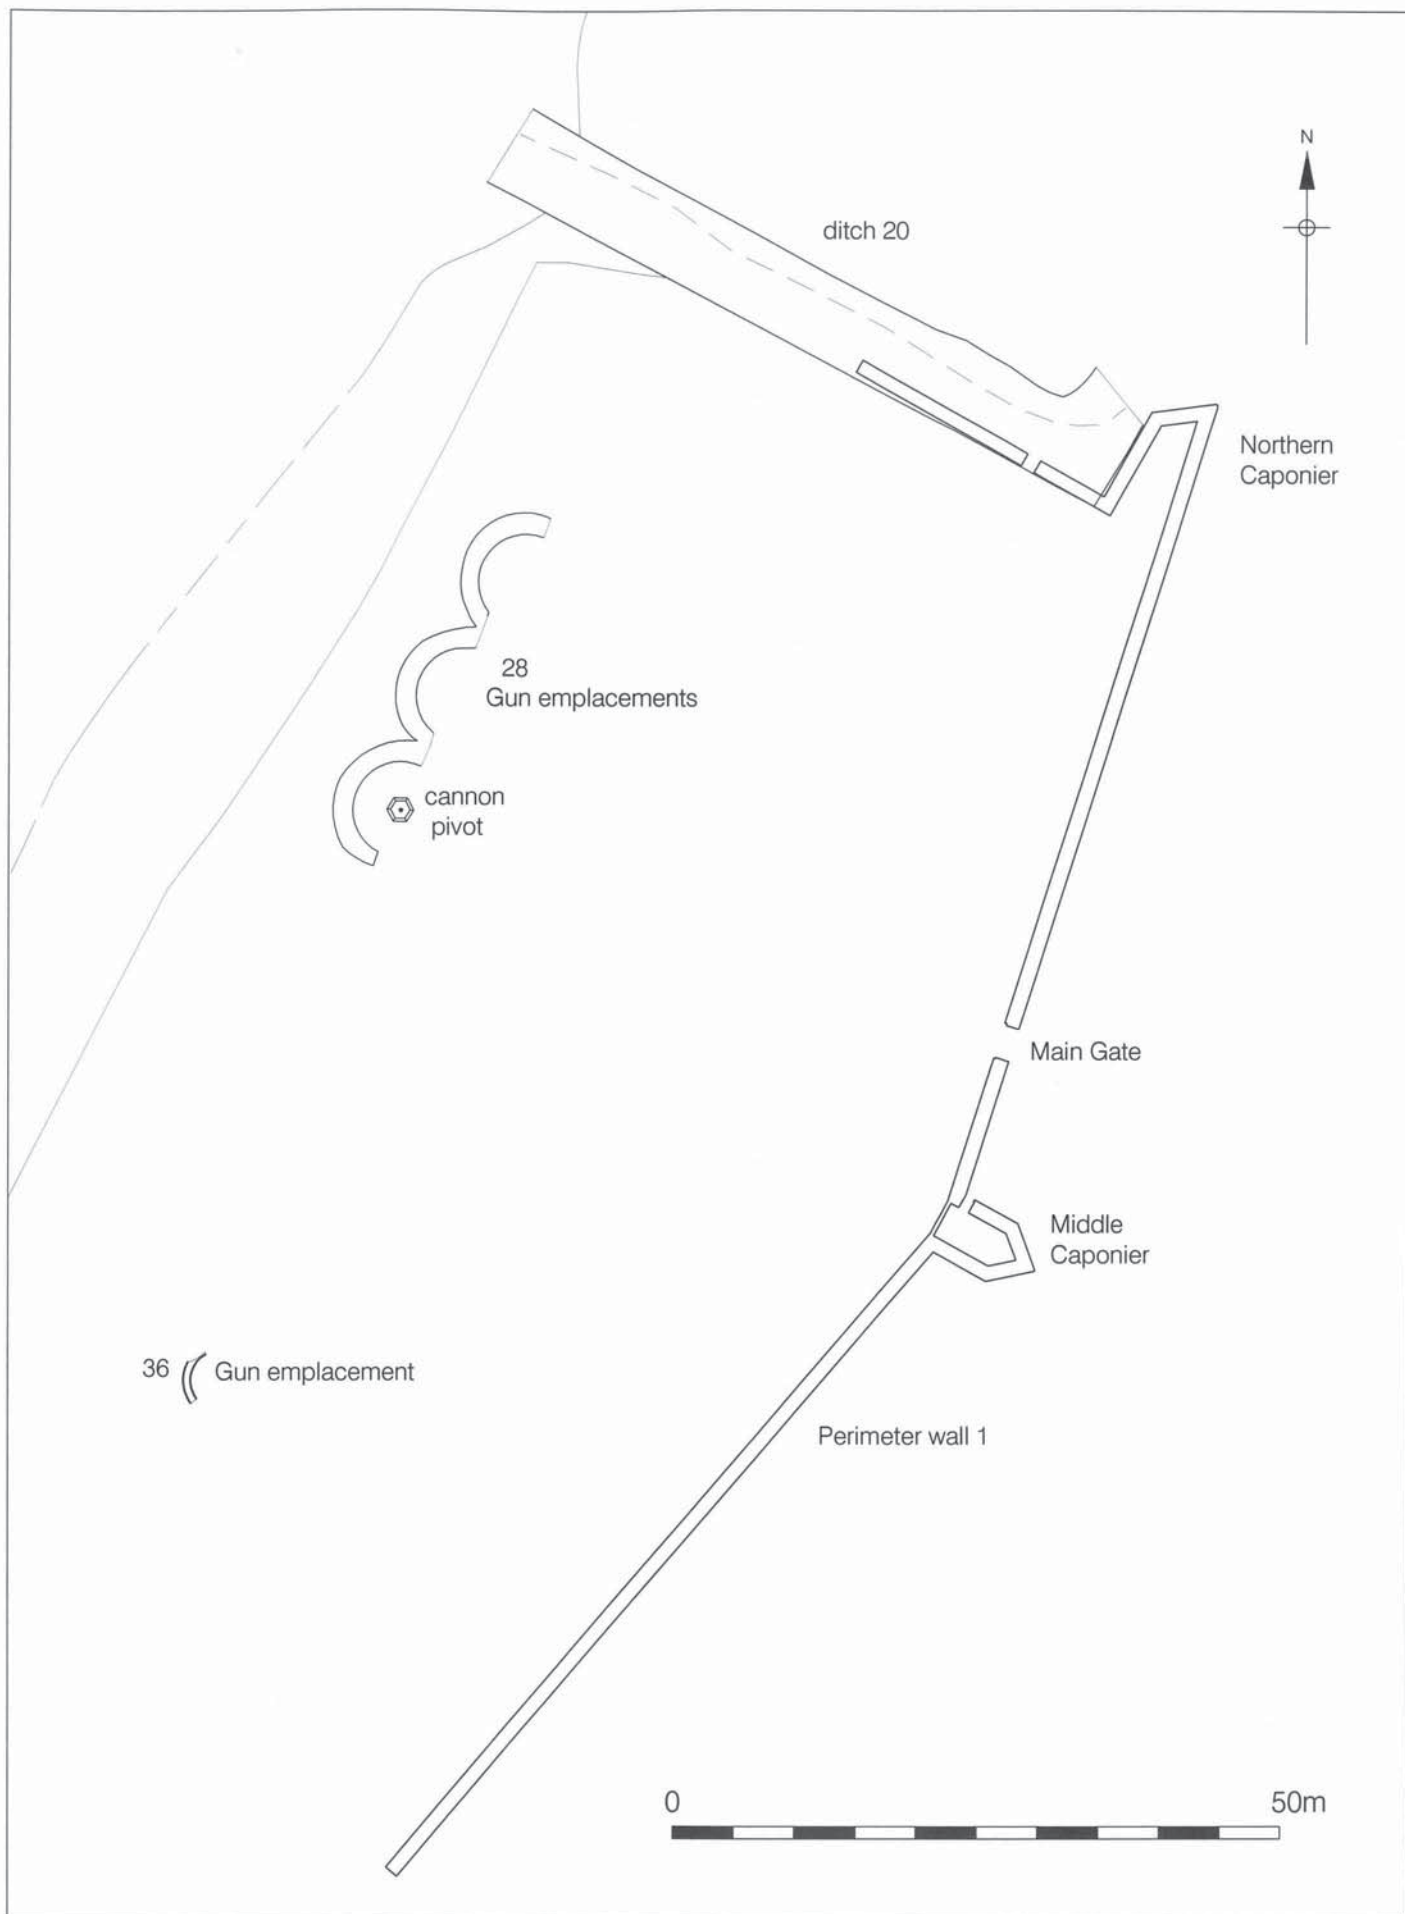 N
ditch 20
Northern
Caponier
28
Gun emplacements
cannon
pivot
Main Gate
Middle
Caponier
36
Gun emplacement
Perimeter wall 1
0
50m